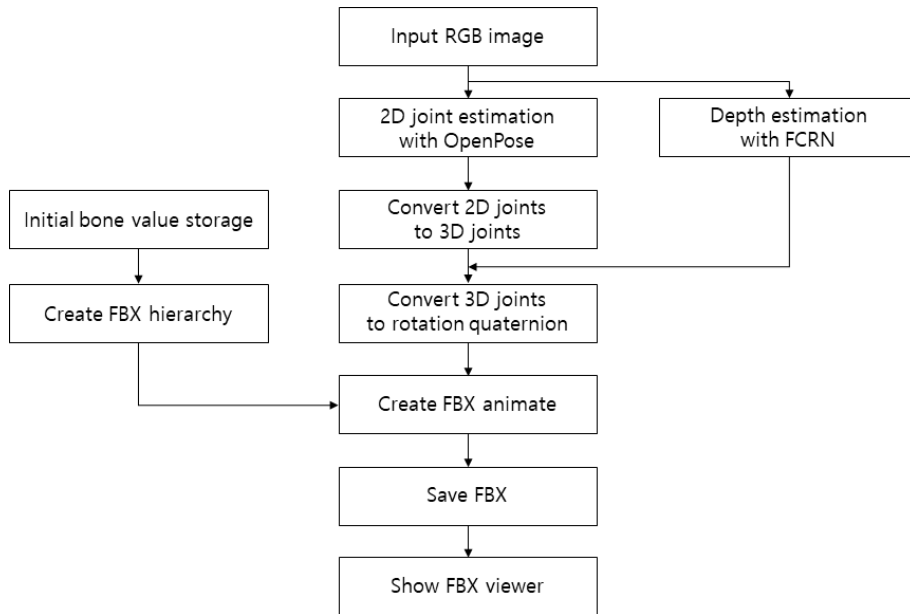 Input RGB image
2D joint estimation
with OpenPose
Depth estimation
with FCRN
Initial bone value storage
Convert 2D joints
to 3D joints
Create FBX hierarchy
Convert 3D joints
to rotation quaternion
Create FBX animate
Save FBX
Show FBX viewer